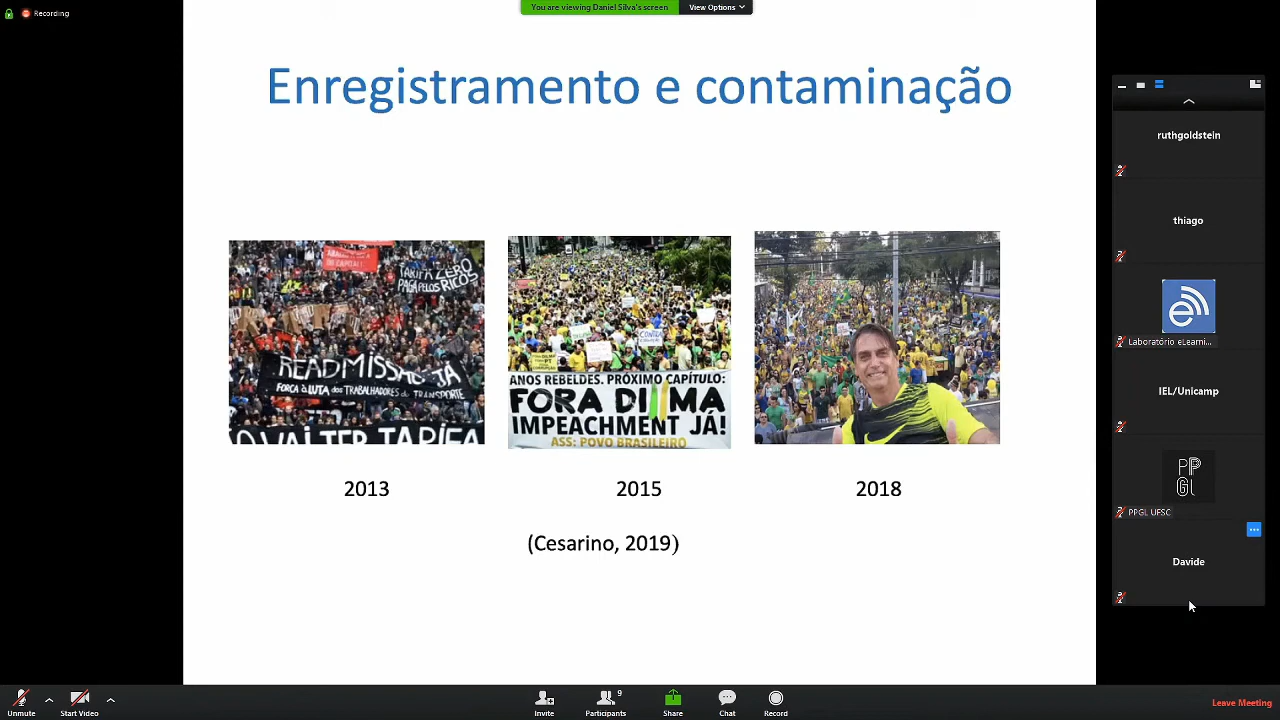 Recording
You are viewing Daniel Silva's screen
View Options
Enregistramento e contaminação
TARIFA ZERO
PAGA PELOS RICOS
READMISSÃO JÁ
FORÇA À LUTA dos TRABALHADORES do TRANSPORTE
O VAI TER TARIFA
CONTRA
ANOS REBELDES. PRÓXIMO CAPÍTULO:
FORA DILMA
IMPEACHMENT JÁ!
ASS: POVO BRASILEIRO
2013
2015
2018
(Cesarino, 2019)
ruthgoldstein
thiago
Laboratório eLearni...
IEL/Unicamp
PP
GL
PPGL UFSC
Davide
Unmute
Start Video
Invite
9
Participants
Share
Chat
Record
Leave Meeting